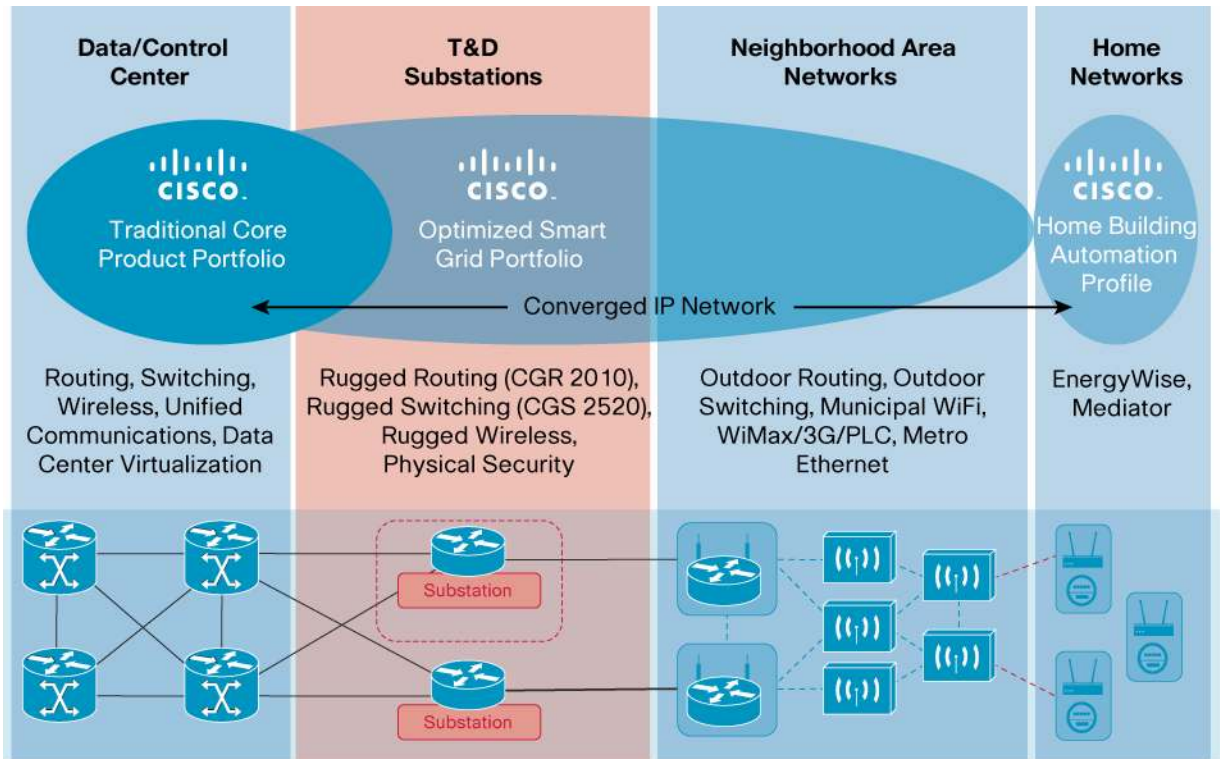 Data/Control
Center
T&D
Substations
Neighborhood Area
Networks
Home
Networks
CISCO™
Traditional Core
Product Portfolio
CISCO™
Optimized Smart
Grid Portfolio
CISCO™
Home Building
Automation
Profile
Converged IP Network
Routing, Switching,
Wireless, Unified
Communications, Data
Center Virtualization
Rugged Routing (CGR 2010),
Rugged Switching (CGS 2520),
Rugged Wireless,
Physical Security
Outdoor Routing, Outdoor
Switching, Municipal WiFi,
WiMax/3G/PLC, Metro
Ethernet
EnergyWise,
Mediator
Substation
Substation